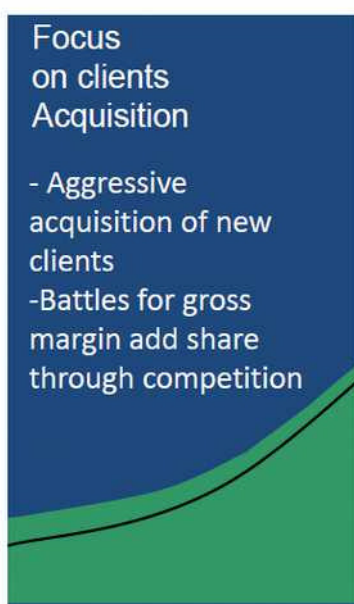 Focus
on clients
Acquisition
- Aggressive
acquisition of new
clients
-Battles for gross
margin add share
through competition